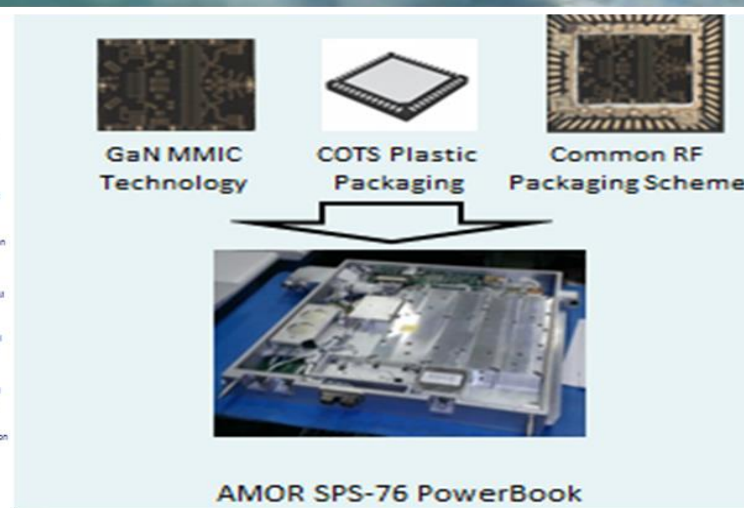 GaN MMIC
Technology
COTS Plastic
Packaging
Common RF
Packaging Scheme
AMOR SPS-76 PowerBook